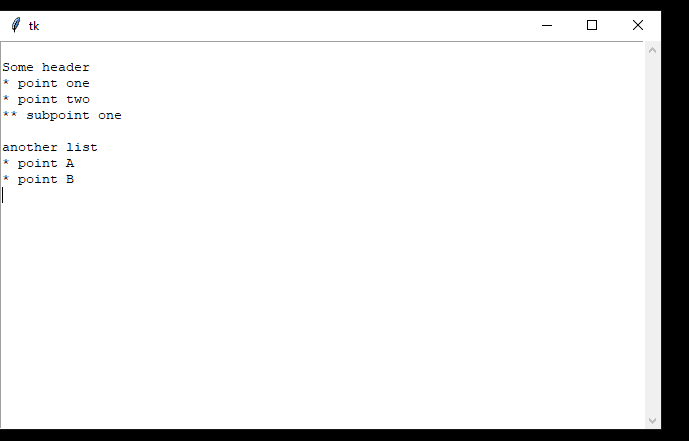 tk
Some header
* point one
* point two
** subpoint one
another list
* point A
* point B